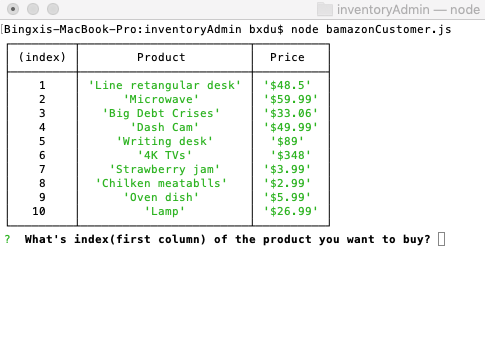 inventoryAdmin — node
Bingxis-MacBook-Pro:inventoryAdmin bxdu$ node bamazonCustomer.js
(index) Product Price
1 'Line retangular desk' '$48.5'
2 'Microwave' '$59.99'
3 'Big Debt Crises' '$33.06'
4 'Dash Cam' '$49.99'
5 'Writing desk' '$89'
6 '4K TVs' '$348'
7 'Strawberry jam' '$3.99'
8 'Chilken meatablls' '$2.99'
9 'Oven dish' '$5.99'
10 'Lamp' '$26.99'
? What's index(first column) of the product you want to buy?